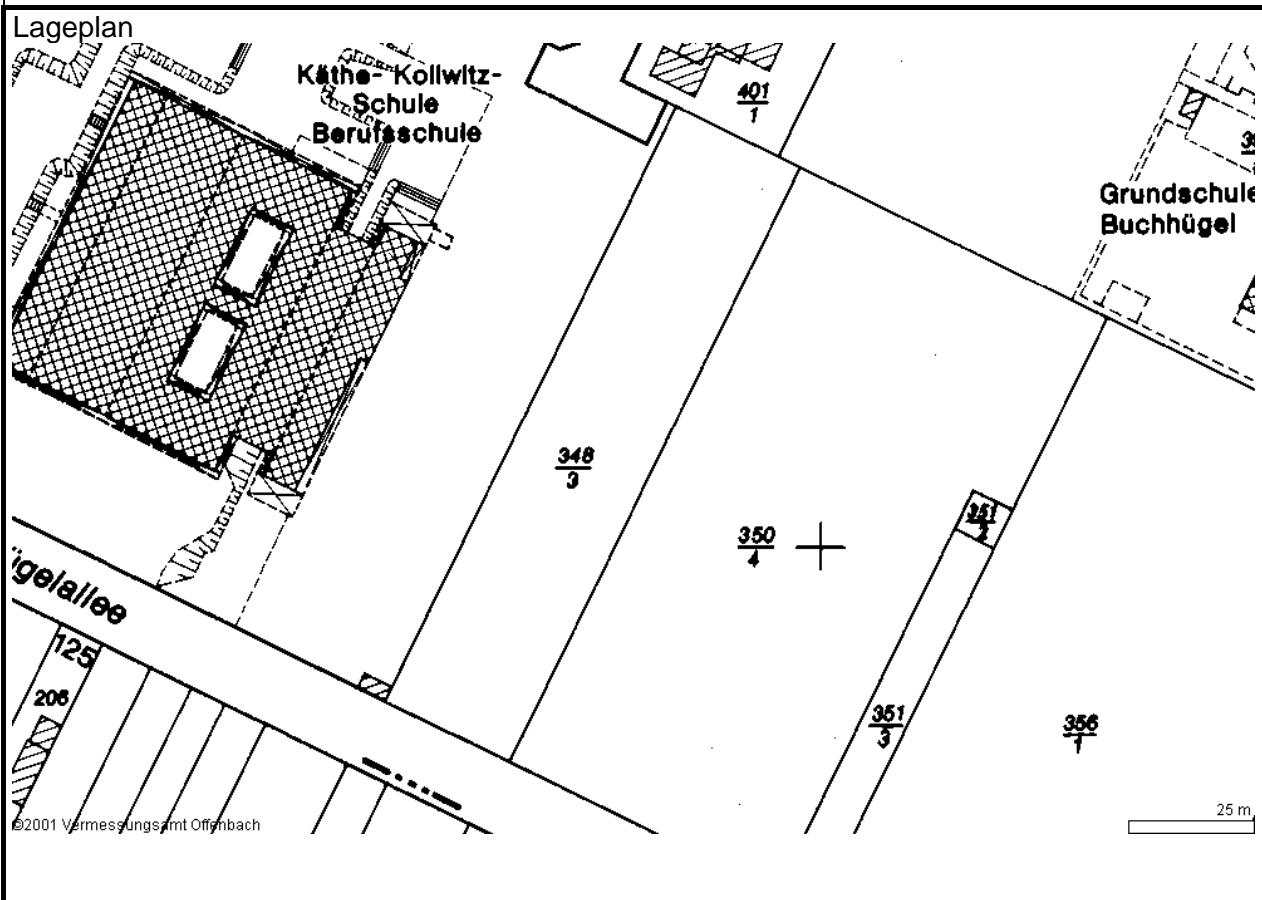 Lageplan
Käthe- Kollwitz-
Schule
Berufsschule
401
1
Grundschule
Buchhügel
348
3
350
4
351
2
ügelallee
125
206
351
3
356
1
©2001 Vermessungsamt Offenbach
25 m